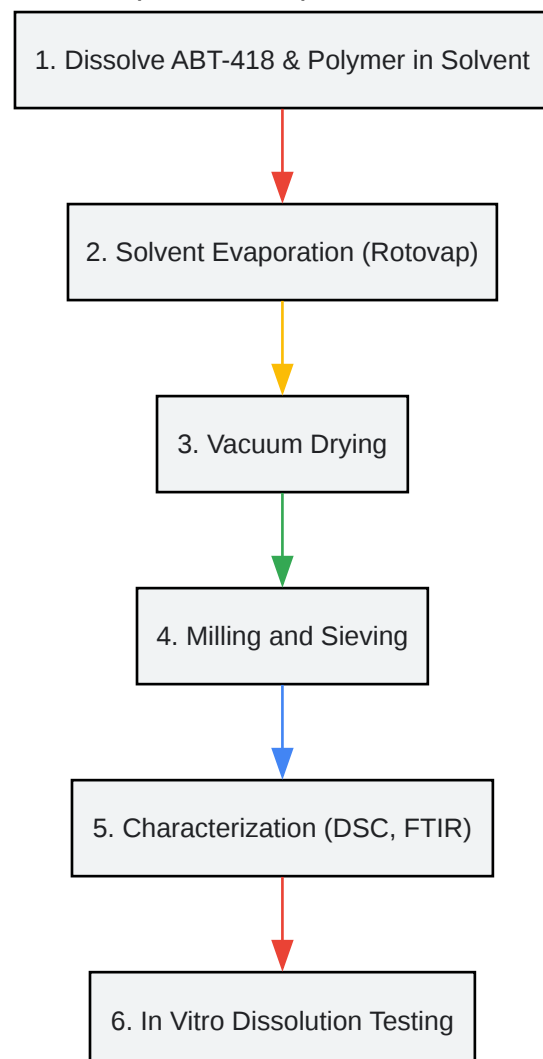 1. Dissolve ABT-418 & Polymer in Solvent
2. Solvent Evaporation (Rotovap)
3. Vacuum Drying
4. Milling and Sieving
5. Characterization (DSC, FTIR)
6. In Vitro Dissolution Testing